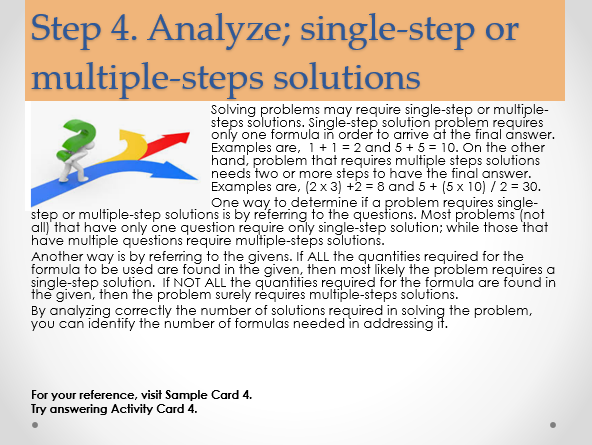 Step 4. Analyze; single-step or
multiple-steps solutions
Solving problems may require single-step or multiple-
steps solutions. Single-step solution problem requires
only one formula in order to arrive at the final answer.
Examples are,  1 + 1 = 2 and 5 + 5 = 10. On the other
hand, problem that requires multiple steps solutions
needs two or more steps to have the final answer.
Examples are, (2 x 3) +2 = 8 and 5 + (5 x 10) / 2 = 30.
One way to determine if a problem requires single-
step or multiple-step solutions is by referring to the questions. Most problems (not
all) that have only one question require only single-step solution; while those that
have multiple questions require multiple-steps solutions.
Another way is by referring to the givens. If ALL the quantities required for the
formula to be used are found in the given, then most likely the problem requires a
single-step solution.  If NOT ALL the quantities required for the formula are found in
the given, then the problem surely requires multiple-steps solutions.
By analyzing correctly the number of solutions required in solving the problem,
you can identify the number of formulas needed in addressing it.
For your reference, visit Sample Card 4.
Try answering Activity Card 4.